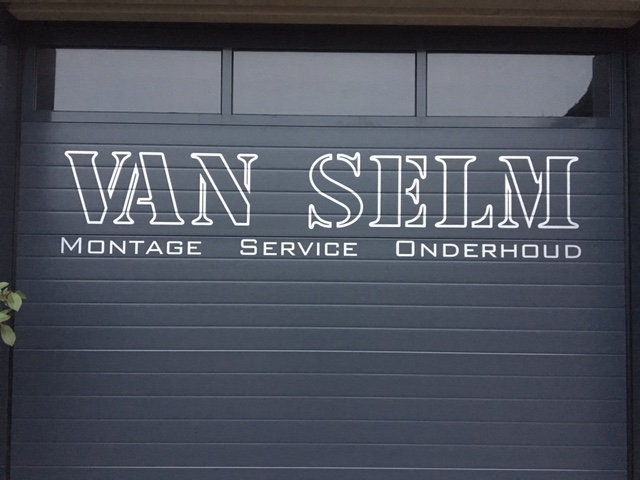 VAN SELM
MONTAGE SERVICE ONDERHOUD